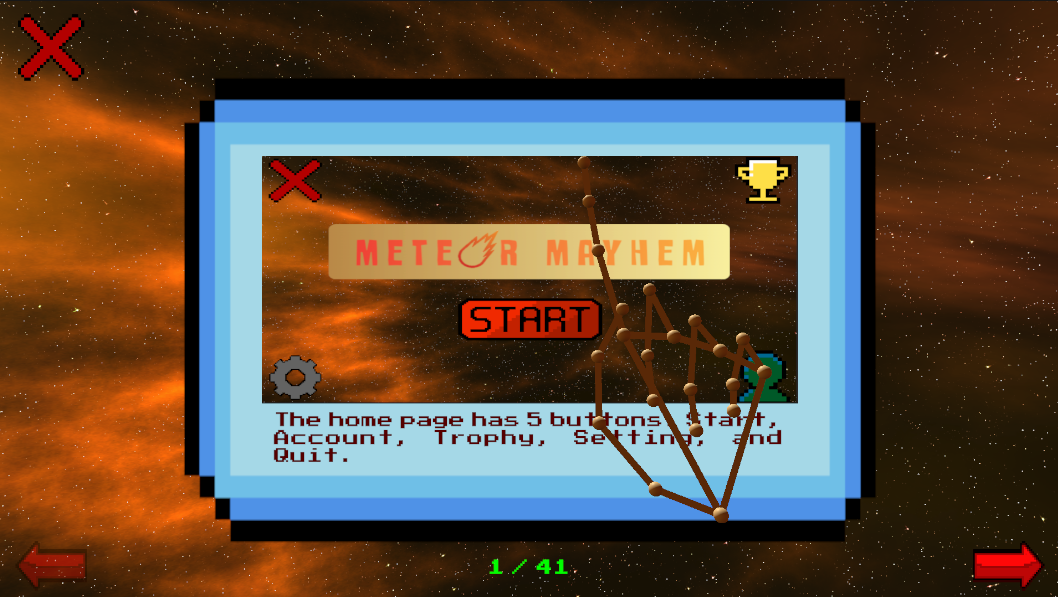 METEOR MAYHEM
START
The home page has 5 buttons. Start,
Account, Trophy, Setting, and
Quit.
1 / 41